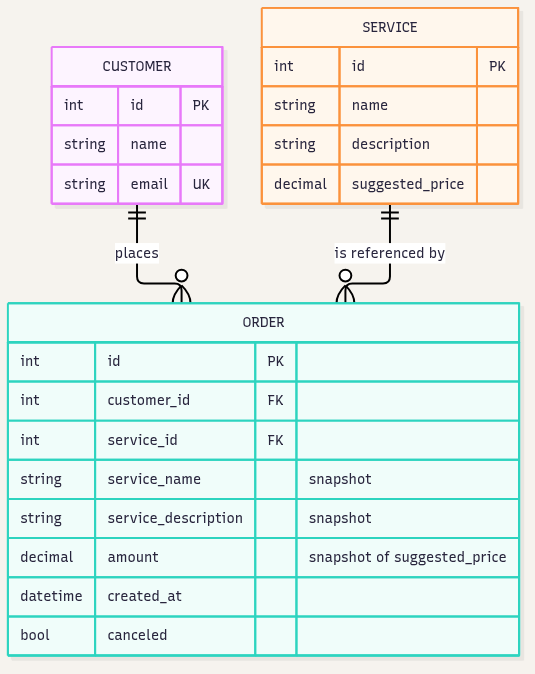 CUSTOMER
int id PK
string name
string email UK
SERVICE
int id PK
string name
string description
decimal suggested_price
places
is referenced by
ORDER
int id PK
int customer_id FK
int service_id FK
string service_name snapshot
string service_description snapshot
decimal amount snapshot of suggested_price
datetime created_at
bool canceled